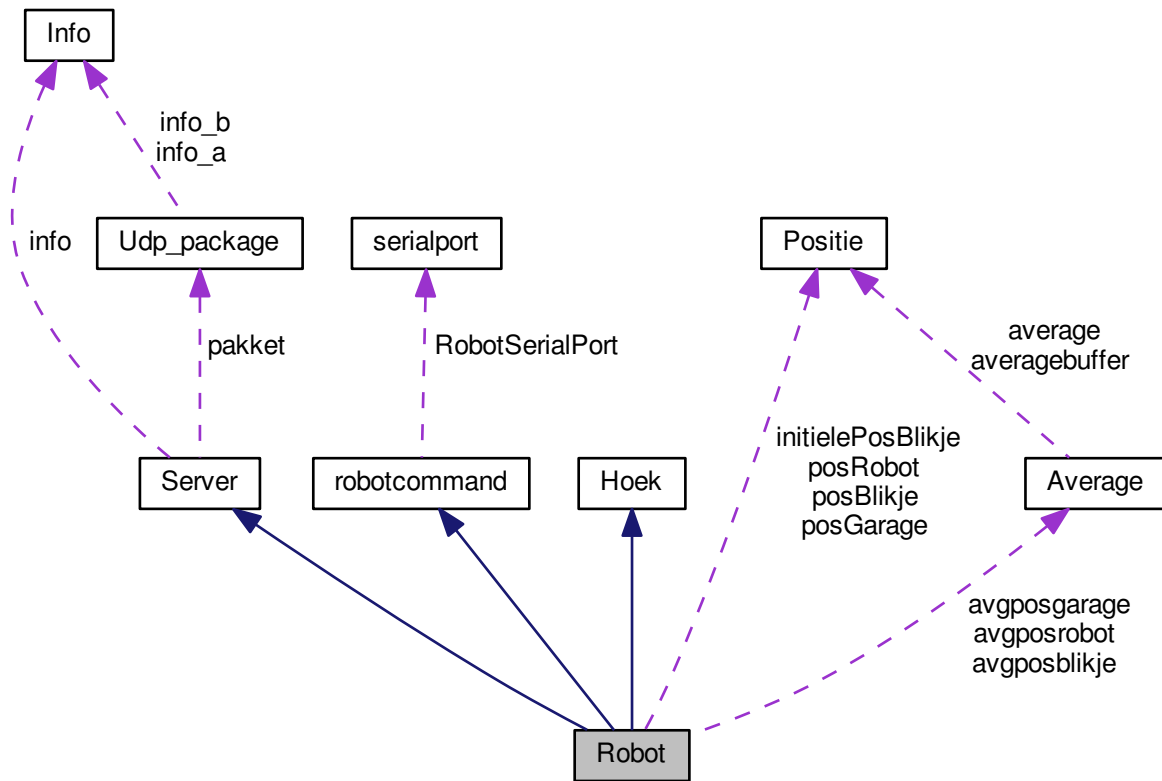 Info
info_b
info_a
info
Udp_package
serialport
Positie
pakket
RobotSerialPort
average
averagebuffer
initielePosBlikje
posRobot
posBlikje
posGarage
Server
robotcommand
Hoek
Average
avgposgarage
avgposrobot
avgposblikje
Robot